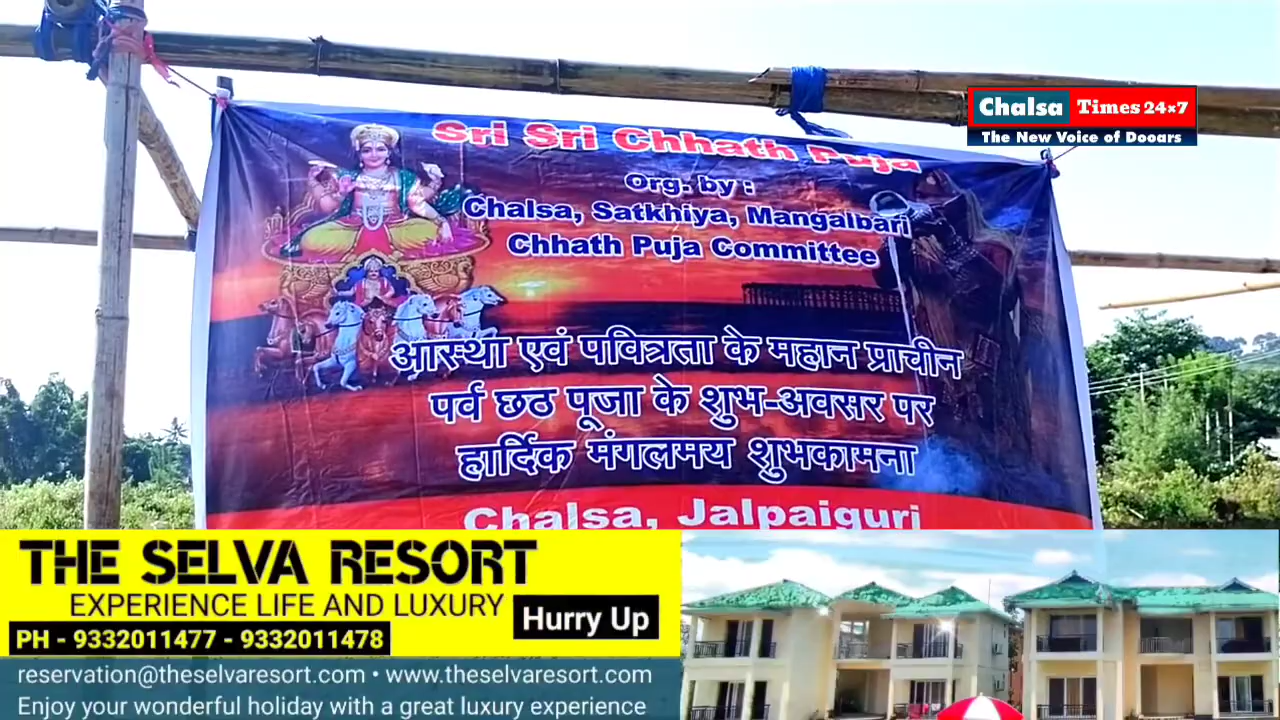 Chalsa Times 24×7
The New Voice of Dooars
Sri Sri Chhath Puja
Org. by :
Chalsa, Satkhiya, Mangalbari
Chhath Puja Committee
आस्था एवं पवित्रता के महान प्राचीन
पर्व छठ पूजा के शुभ-अवसर पर
हार्दिक मंगलमय शुभकामना
Chalsa, Jalpaiguri
THE SELVA RESORT
EXPERIENCE LIFE AND LUXURY
Hurry Up
PH - 9332011477 - 9332011478
reservation@theselvaresort.com • www.theselvaresort.com
Enjoy your wonderful holiday with a great luxury experience